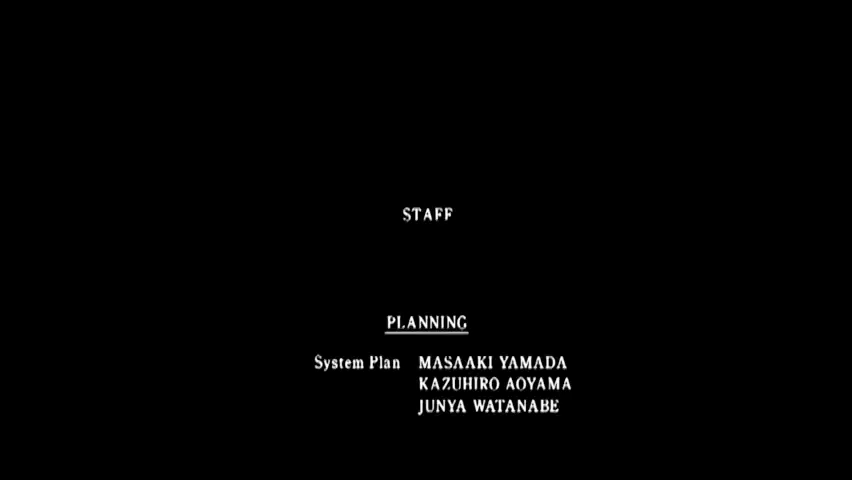 STAFF
PLANNING
System Plan MASAAKI YAMADA
KAZUHIRO AOYAMA
JUNYA WATANABE